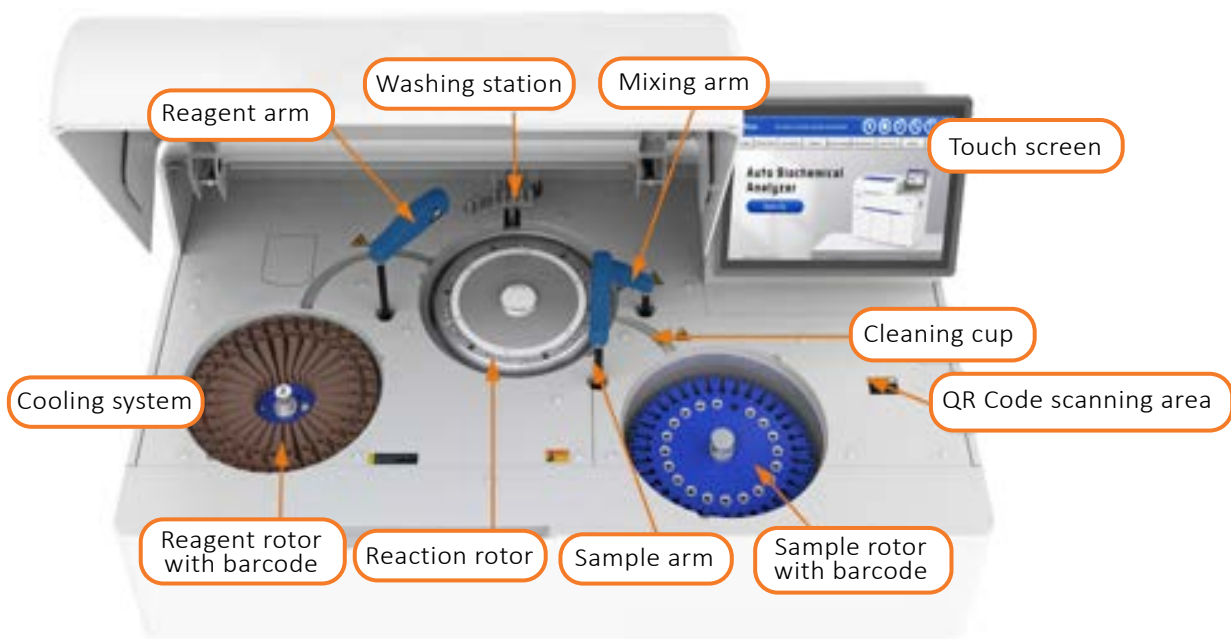 Washing station
Mixing arm
Reagent arm
Touch screen
Auto Biochemical
Analyzer
Cleaning cup
Cooling system
QR Code scanning area
Reagent rotor
with barcode
Reaction rotor
Sample arm
Sample rotor
with barcode